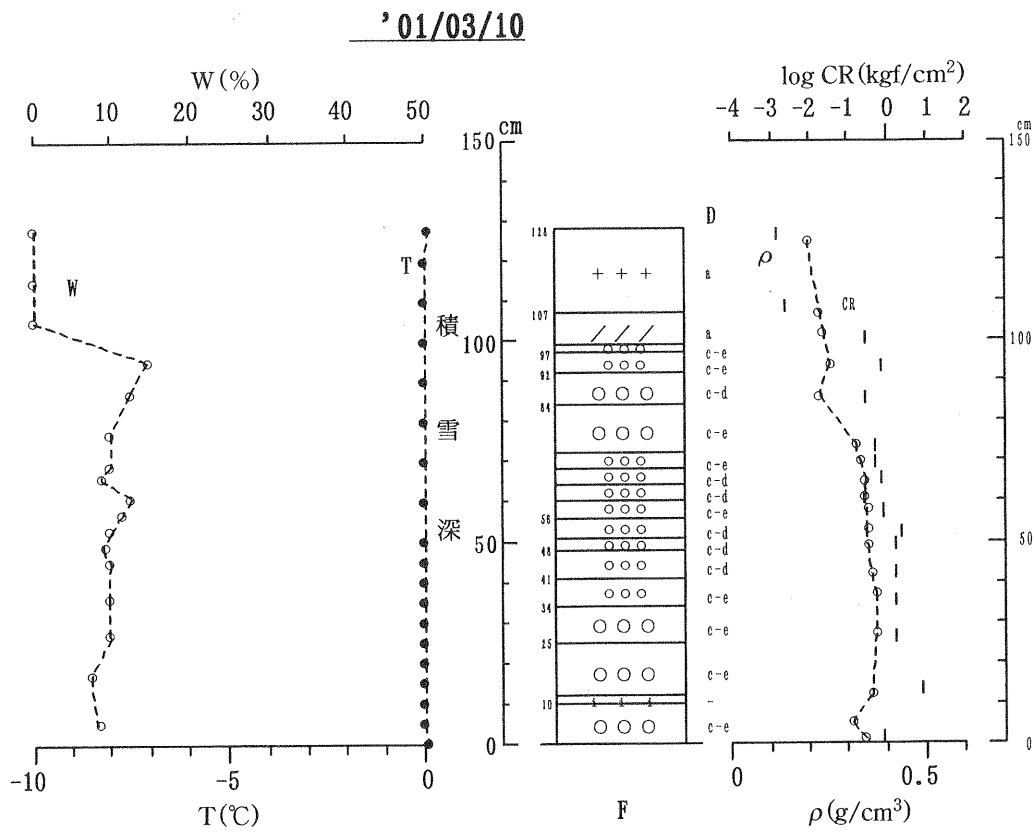 '01/03/10
W(%)
0 10 20 30 40 50
log CR(kgf/cm²)
-4 -3 -2 -1 0 1 2
cm
150
100
50
0
積
雪
深
W
T
-10 -5 0
T(℃)
D
128
a
107
a
97
c-e
92
c-e
84
c-d
c-e
c-e
c-d
c-d
56
c-e
c-d
48
c-d
41
c-d
34
c-e
25
c-e
c-e
10
-
c-e
F
ρ
CR
cm
150
100
50
0
0 0.5
ρ(g/cm³)